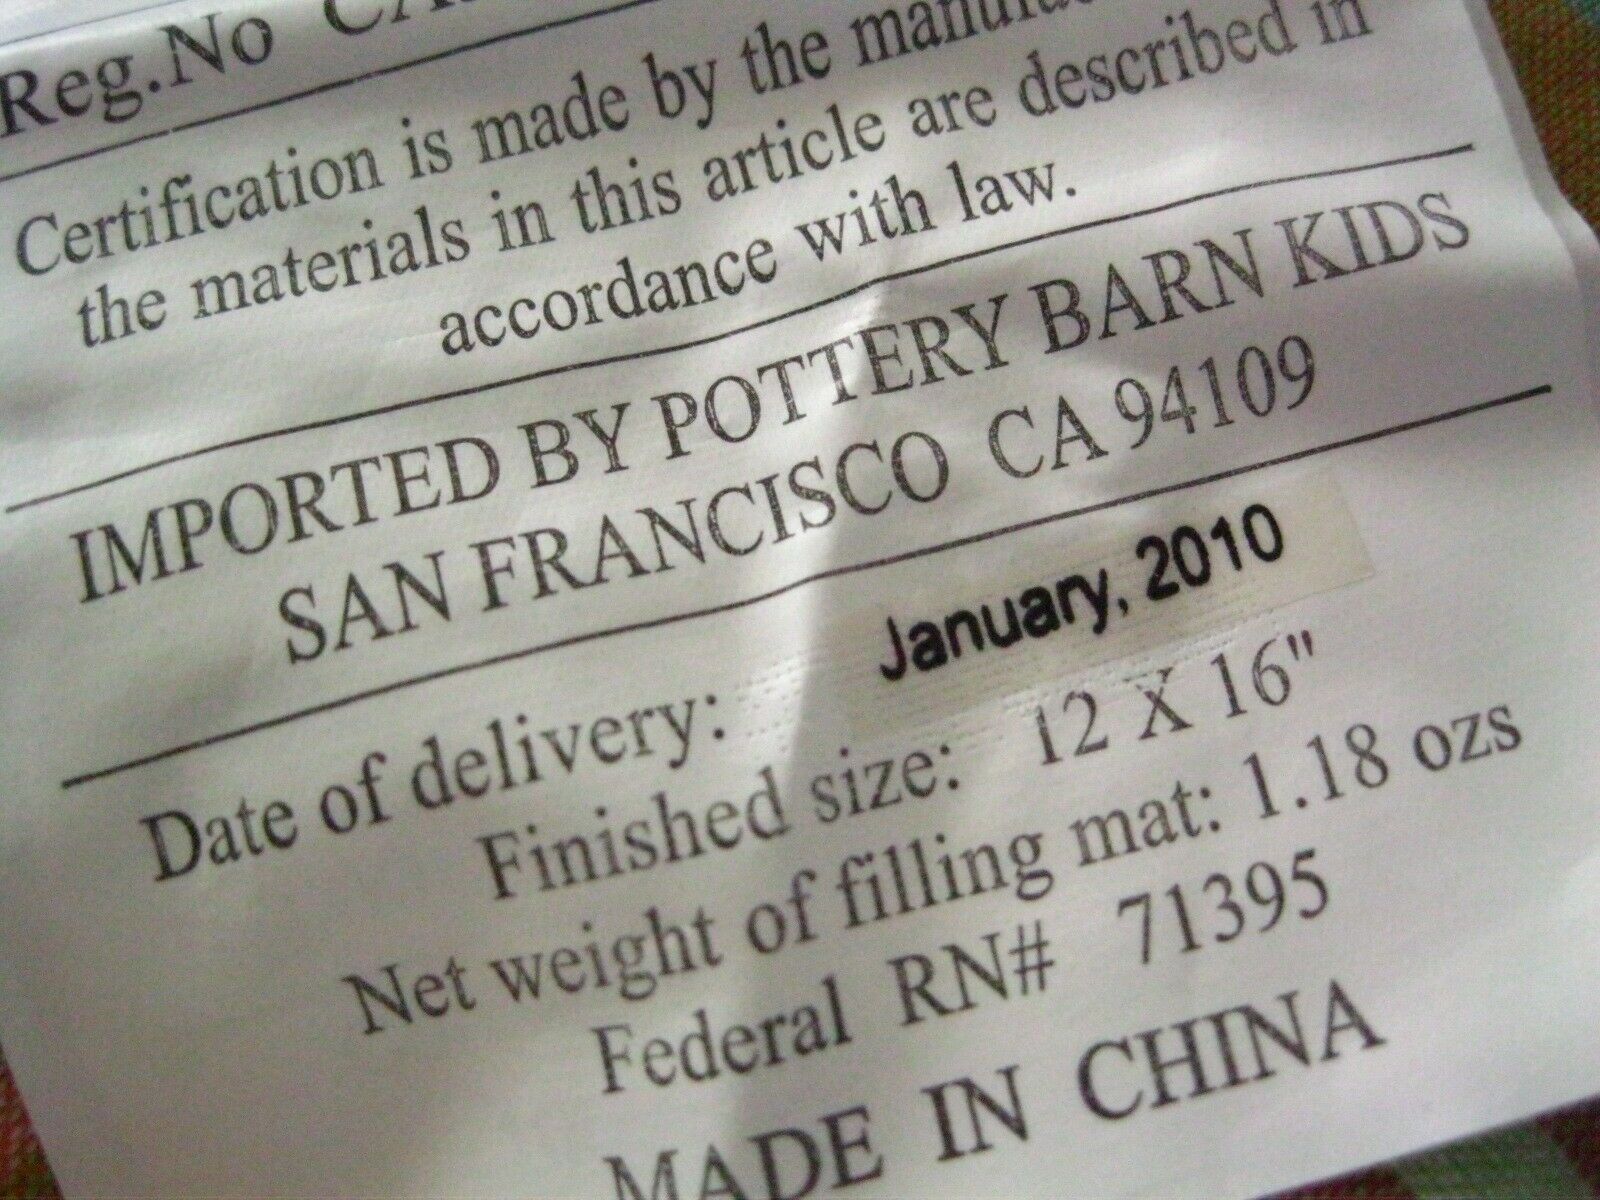 Reg.No
Certification is made by the
the materials in this article are described in
accordance with law.
IMPORTED BY POTTERY BARN KIDS
SAN FRANCISCO CA 94109
Date of delivery: January, 2010
Finished size: 12 X 16"
Net weight of filling mat: 1.18 ozs
Federal RN# 71395
MADE IN CHINA